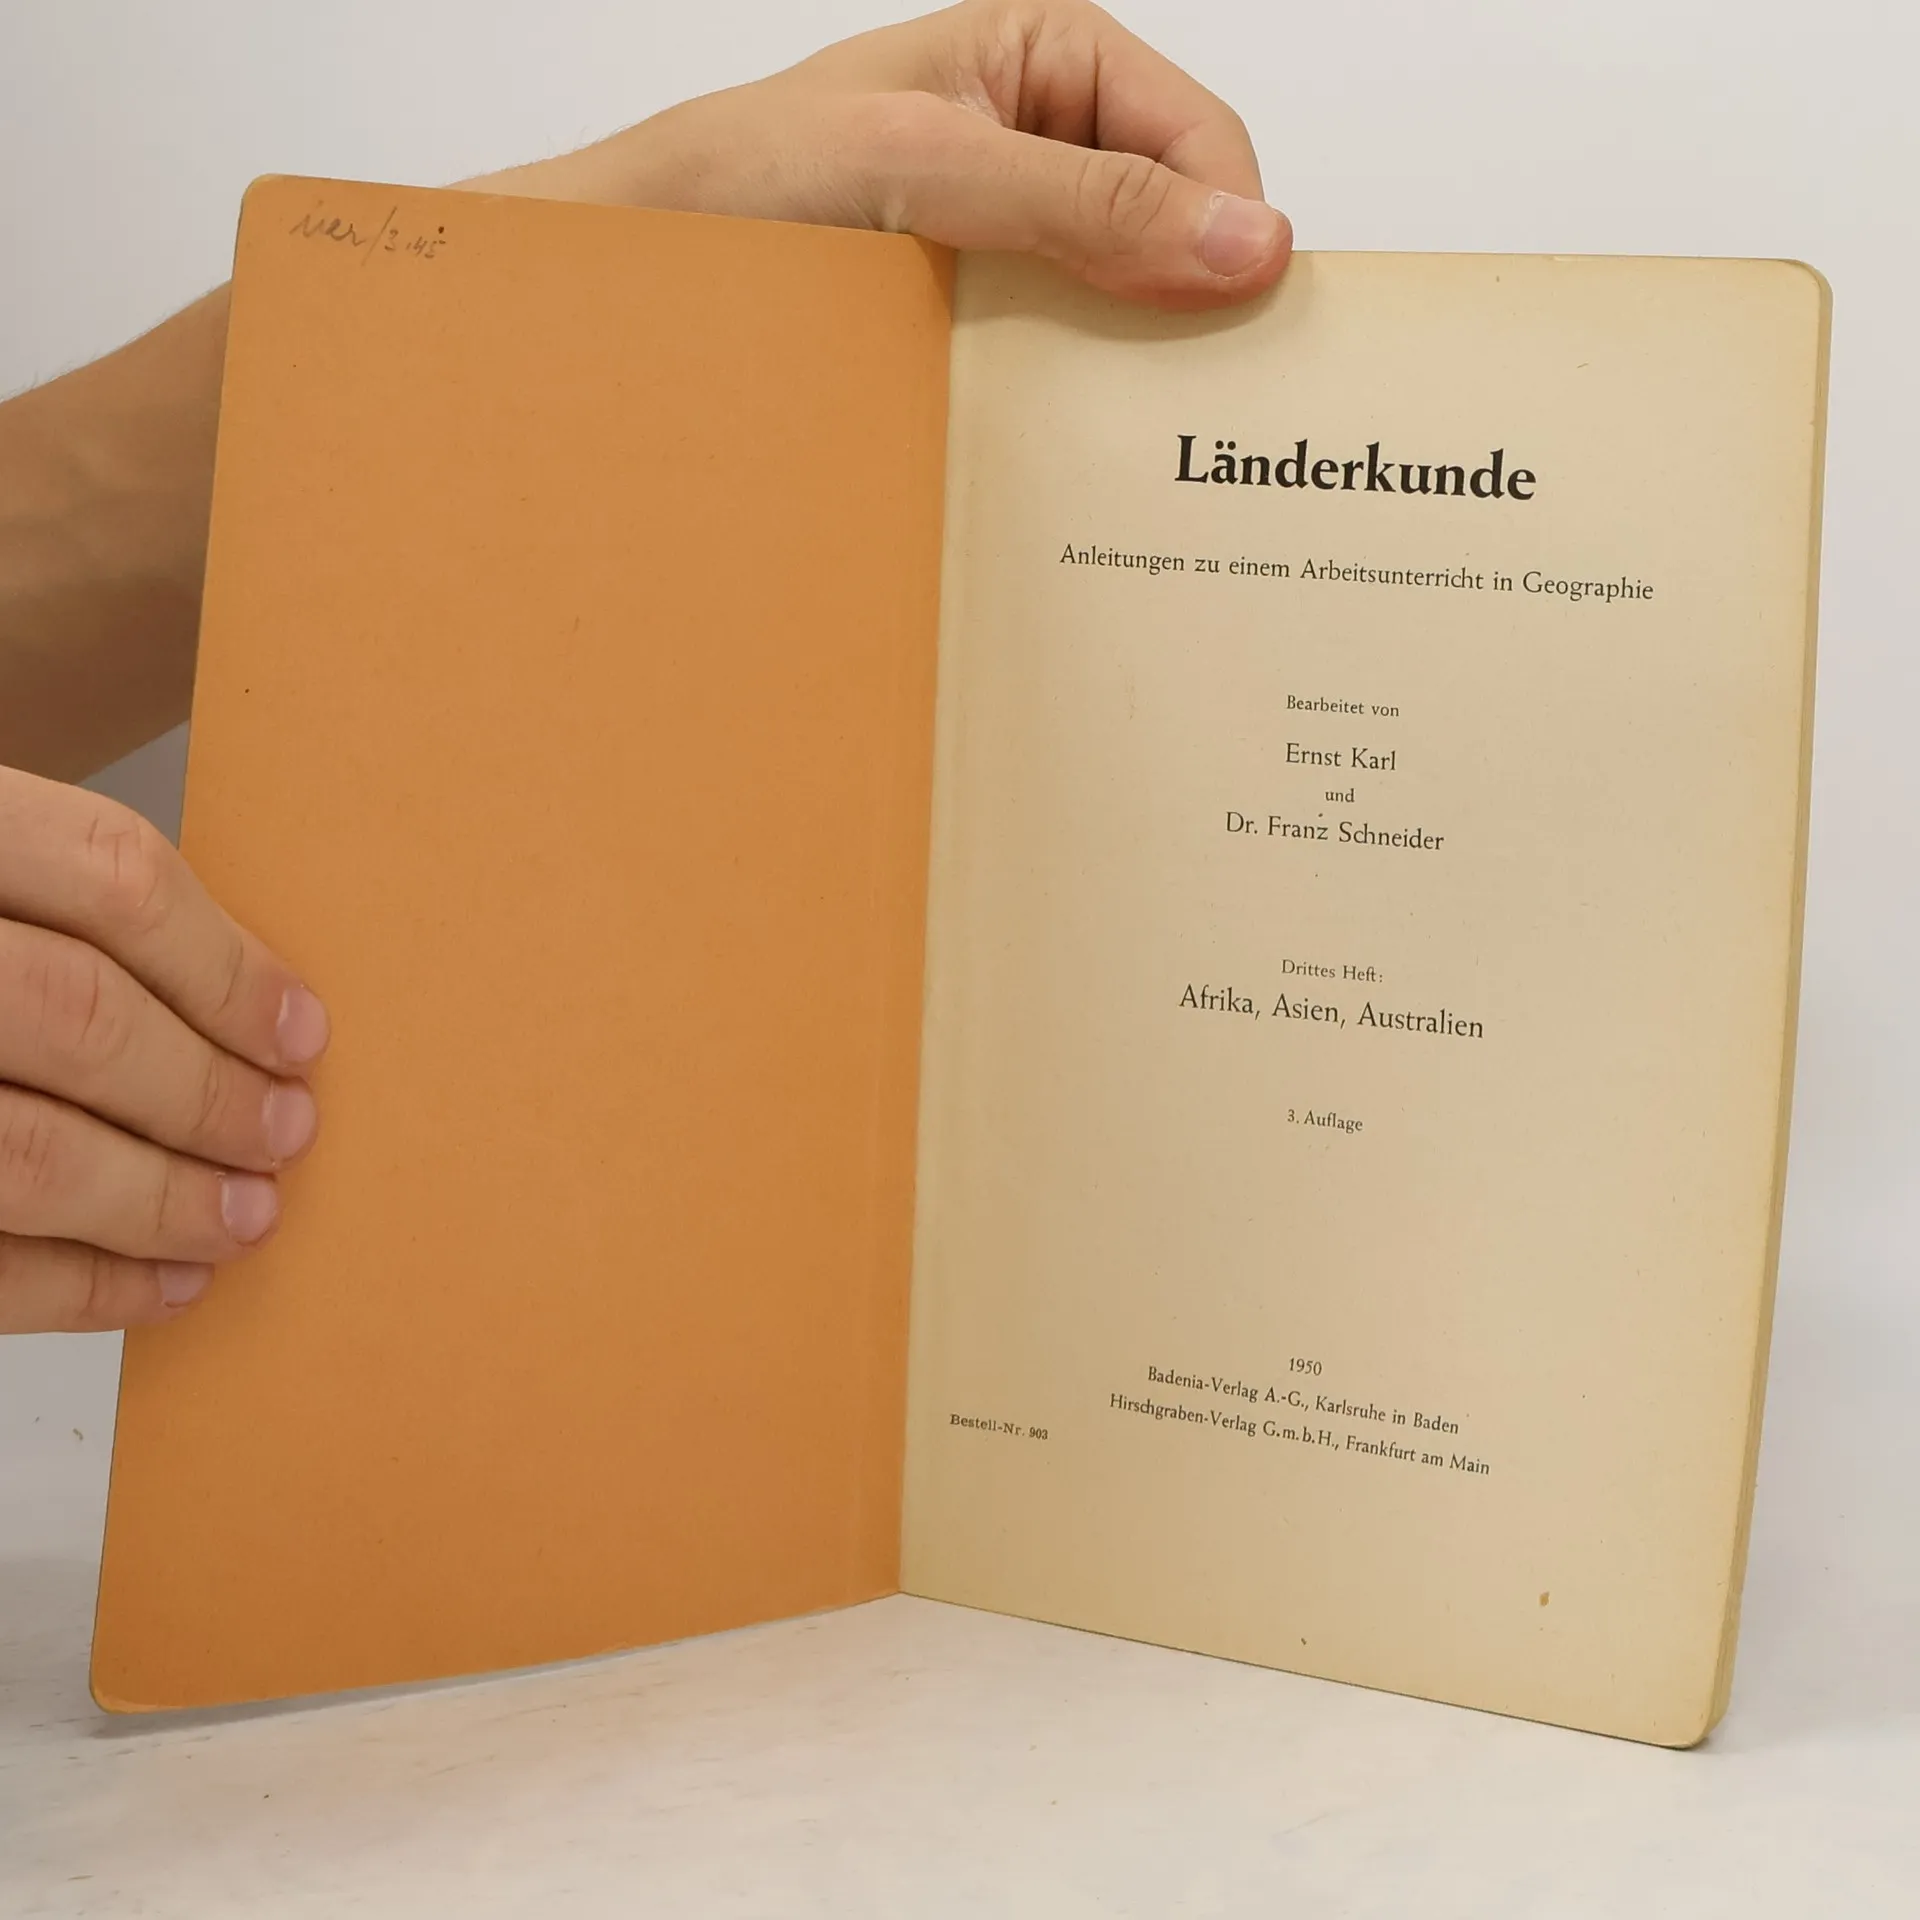 Länderkunde
Anleitungen zu einem Arbeitsunterricht in Geographie
Bearbeitet von
Ernst Karl
und
Dr. Franz Schneider
Drittes Heft:
Afrika, Asien, Australien
3. Auflage
1950
Badenia-Verlag A.-G., Karlsruhe in Baden
Hirschgraben-Verlag G.m.b.H., Frankfurt am Main
Bestell-Nr. 903